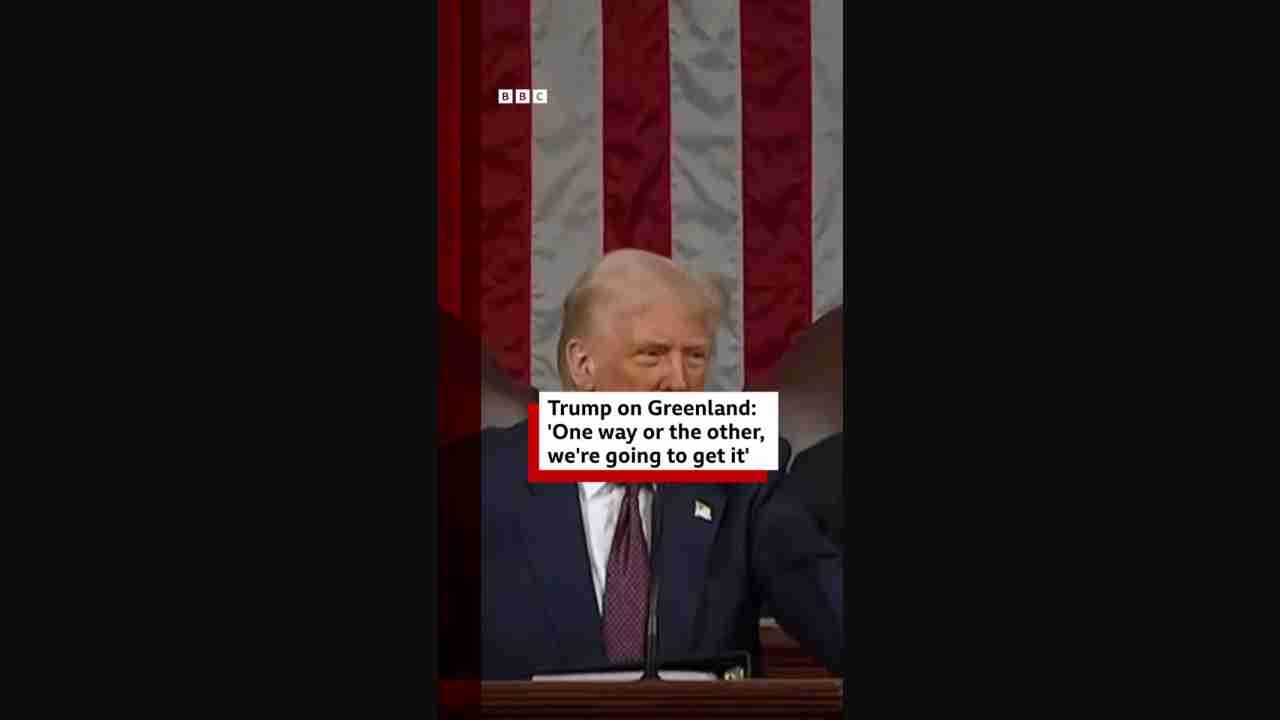 BBC
Trump on Greenland:
'One way or the other,
we're going to get it'